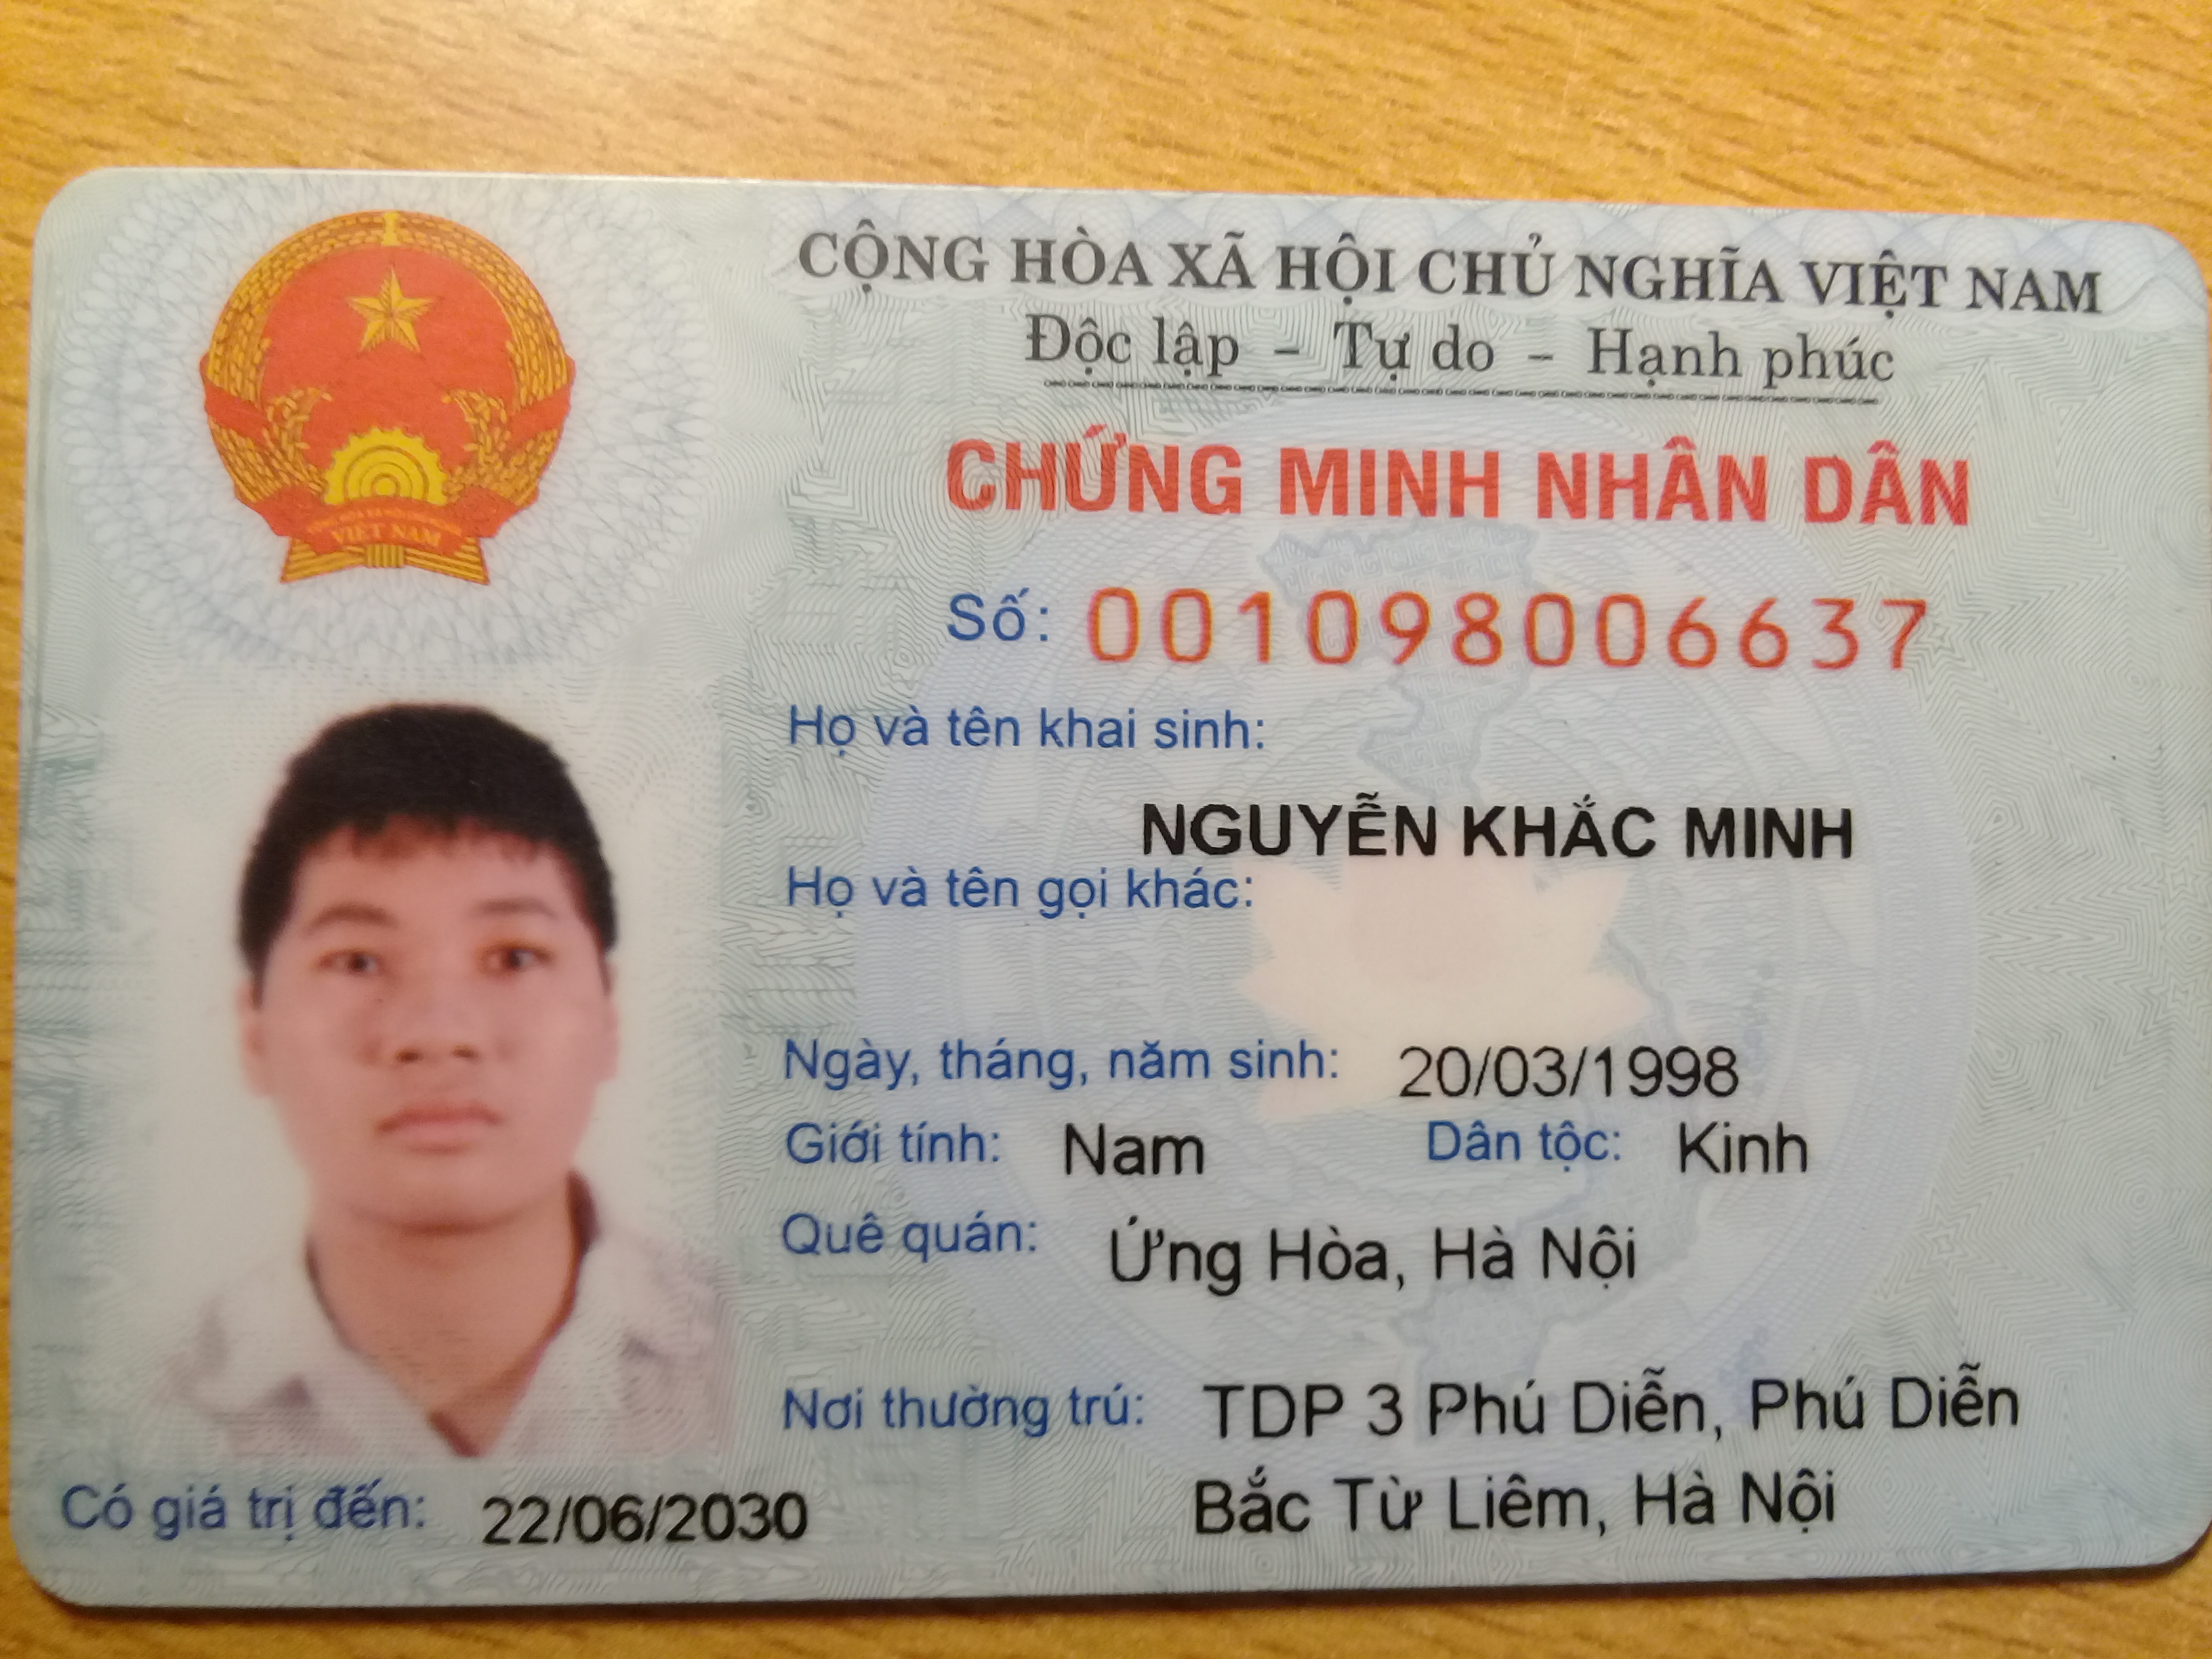 CỘNG HÒA XÃ HỘI CHỦ NGHĨA VIỆT NAM
Độc lập – Tự do – Hạnh phúc
CHỨNG MINH NHÂN DÂN
Số: 001098006637
Họ và tên khai sinh:
NGUYỄN KHẮC MINH
Họ và tên gọi khác:
Ngày, tháng, năm sinh: 20/03/1998
Giới tính: Nam Dân tộc: Kinh
Quê quán: Ứng Hòa, Hà Nội
Nơi thường trú: TDP 3 Phú Diễn, Phú Diễn
Bắc Từ Liêm, Hà Nội
Có giá trị đến: 22/06/2030
VIỆT NAM